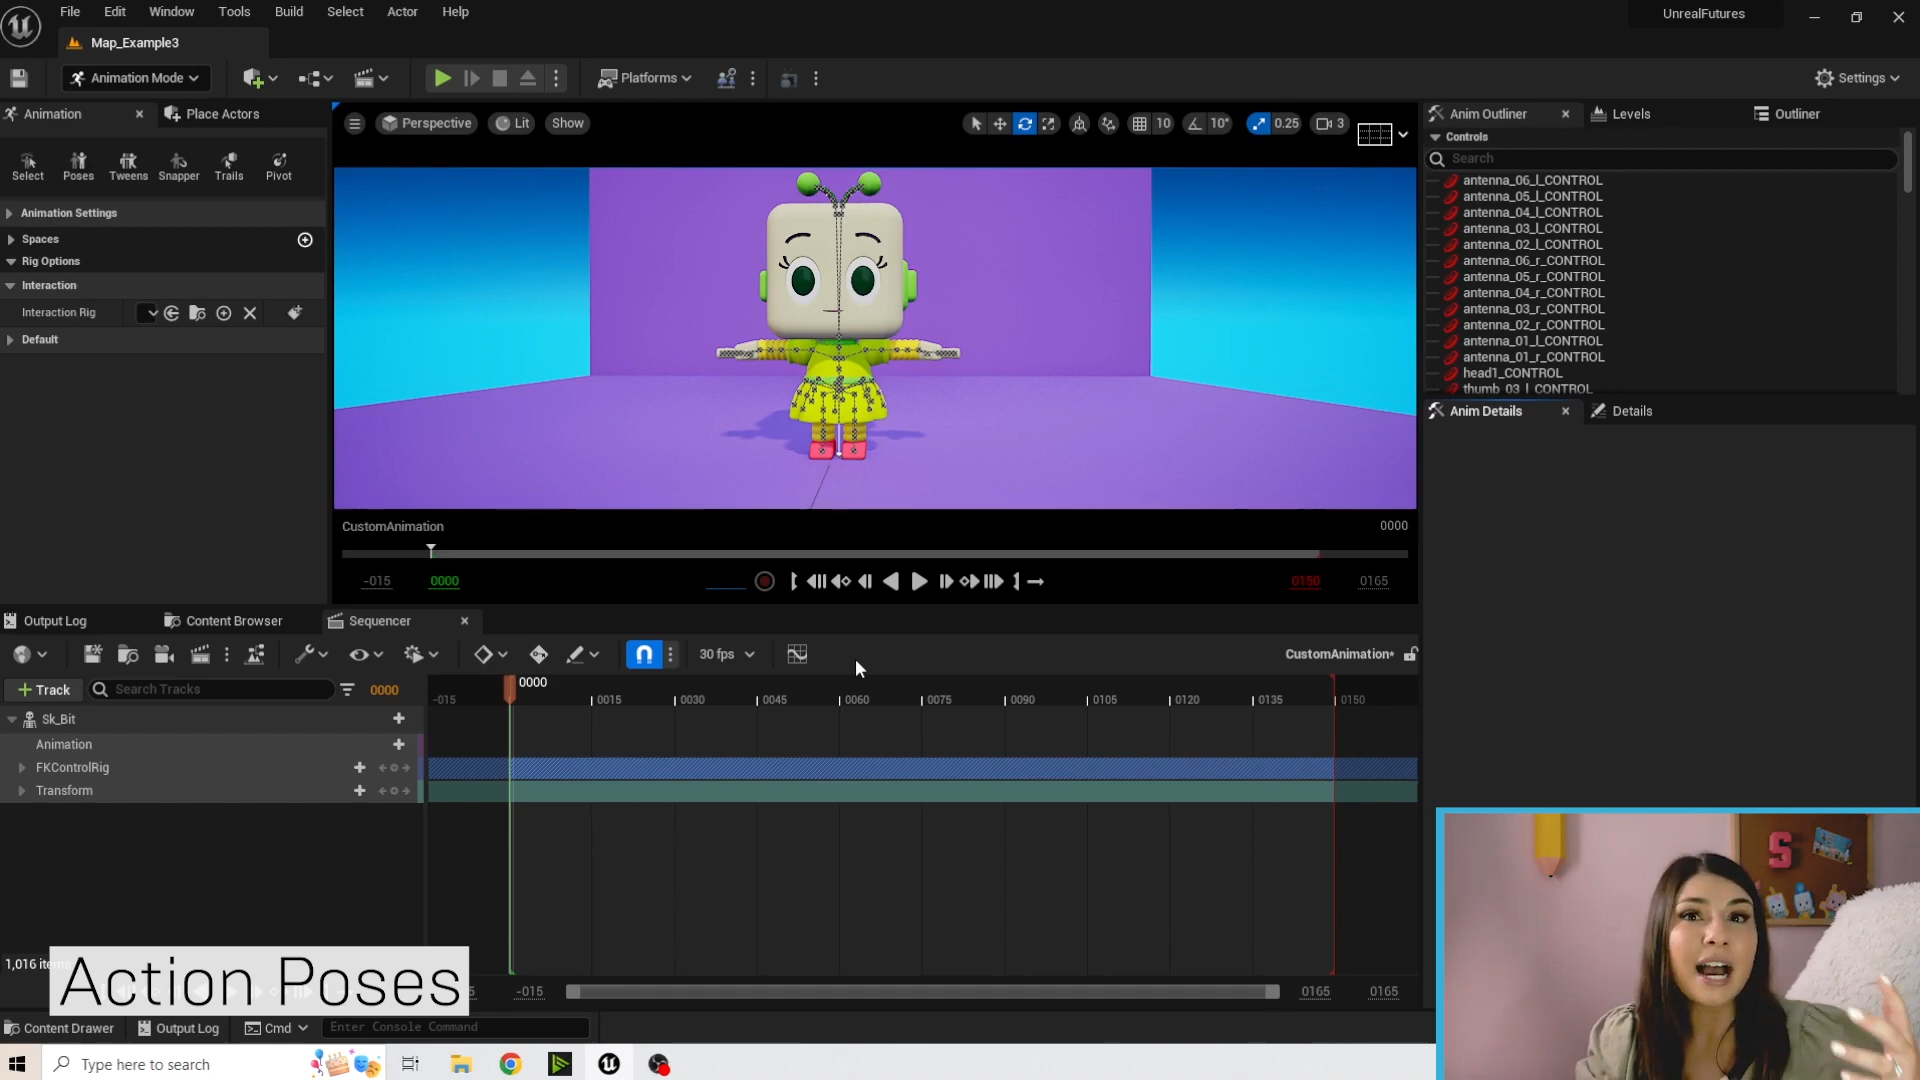 File Edit Window Tools Build Select Actor Help
UnrealFutures
Map_Example3
Animation Mode
Platforms
Settings
Animation
Place Actors
Perspective Lit Show
10 10° 0.25 3
Anim Outliner
Levels
Outliner
Controls
Search
Select Poses Tweens Snapper Trails Pivot
Animation Settings
Spaces
Rig Options
Interaction
Interaction Rig
Default
antenna_06_l_CONTROL
antenna_05_l_CONTROL
antenna_04_l_CONTROL
antenna_03_l_CONTROL
antenna_02_l_CONTROL
antenna_06_r_CONTROL
antenna_05_r_CONTROL
antenna_04_r_CONTROL
antenna_03_r_CONTROL
antenna_02_r_CONTROL
antenna_01_l_CONTROL
antenna_01_r_CONTROL
head1_CONTROL
thumb_03_l_CONTROL
Anim Details
Details
CustomAnimation
0000
-015 0000
0150 0165
Output Log
Content Browser
Sequencer
30 fps
CustomAnimation*
Track
Search Tracks
0000
0000
-015 0015 0030 0045 0060 0075 0090 0105 0120 0135 0150
Sk_Bit
Animation
FKControlRig
Transform
1,016 items
Action Poses
-015
0165 0165
Content Drawer
Output Log
Cmd
Enter Console Command
Type here to search
S